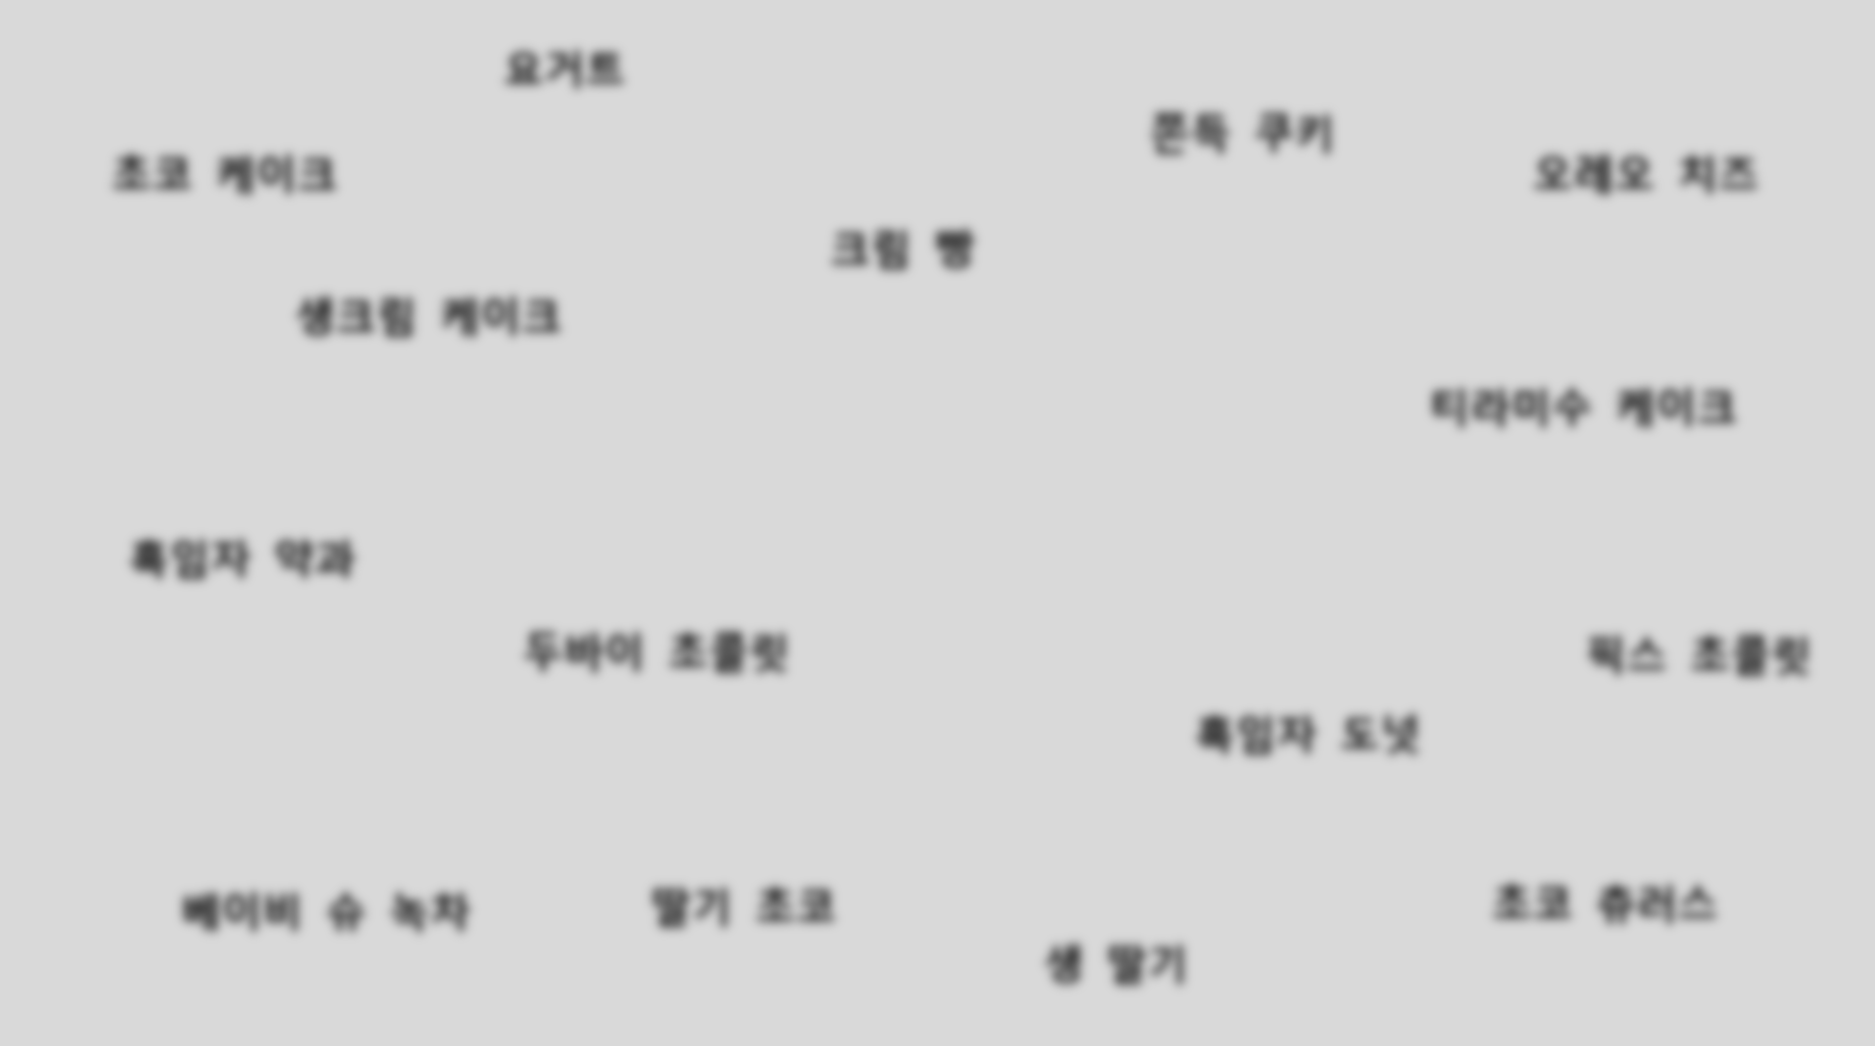 요거트
쫀득 쿠키
초코 케이크
오레오 치즈
크림 빵
생크림 케이크
티라미수 케이크
흑임자 약과
두바이 초콜릿
픽스 초콜릿
흑임자 도넛
베이비 슈 녹차
딸기 초코
초코 츄러스
생 딸기